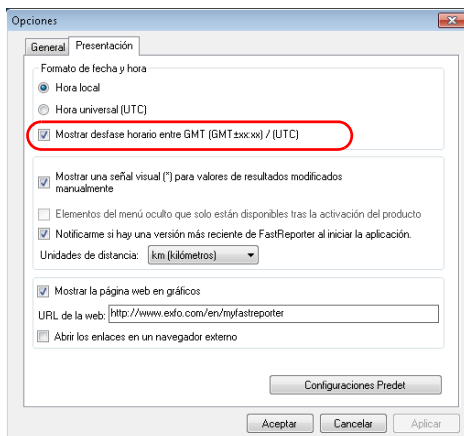 Opciones
General
Presentación
Formato de fecha y hora
Hora local
Hora universal (UTC)
Mostrar desfase horario entre GMT (GMT±xx:xx) / (UTC)
Mostrar una señal visual (*) para valores de resultados modificados
manualmente
Elementos del menú oculto que solo están disponibles tras la activación del producto
Notificarme si hay una versión más reciente de FastReporter al iniciar la aplicación.
Unidades de distancia: km (kilómetros)
Mostrar la página web en gráficos
URL de la web: http://www.exfo.com/en/myfastreporter
Abrir los enlaces en un navegador externo
Configuraciones Predet
Aceptar
Cancelar
Aplicar